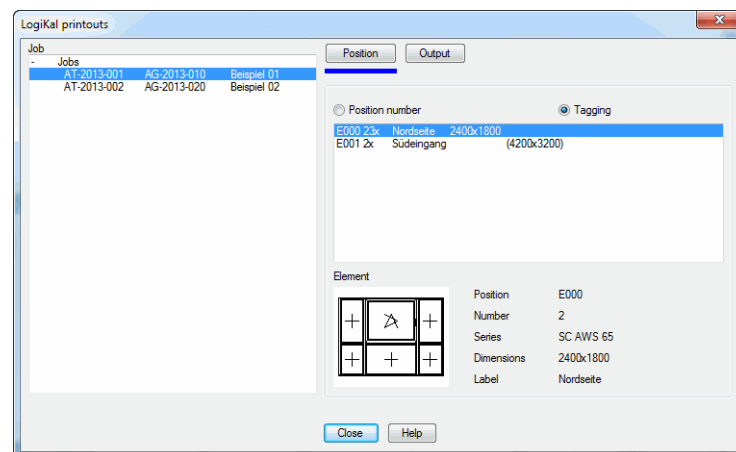 LogiKal printouts
Job
- Jobs
AT-2013-001 AG-2013-010 Beispiel 01
AT-2013-002 AG-2013-020 Beispiel 02
Position Output
Position number Tagging
E000 23x Nordseite 2400x1800
E001 2x Südeingang (4200x3200)
Element
Position E000
Number 2
Series SC AWS 65
Dimensions 2400x1800
Label Nordseite
Close Help